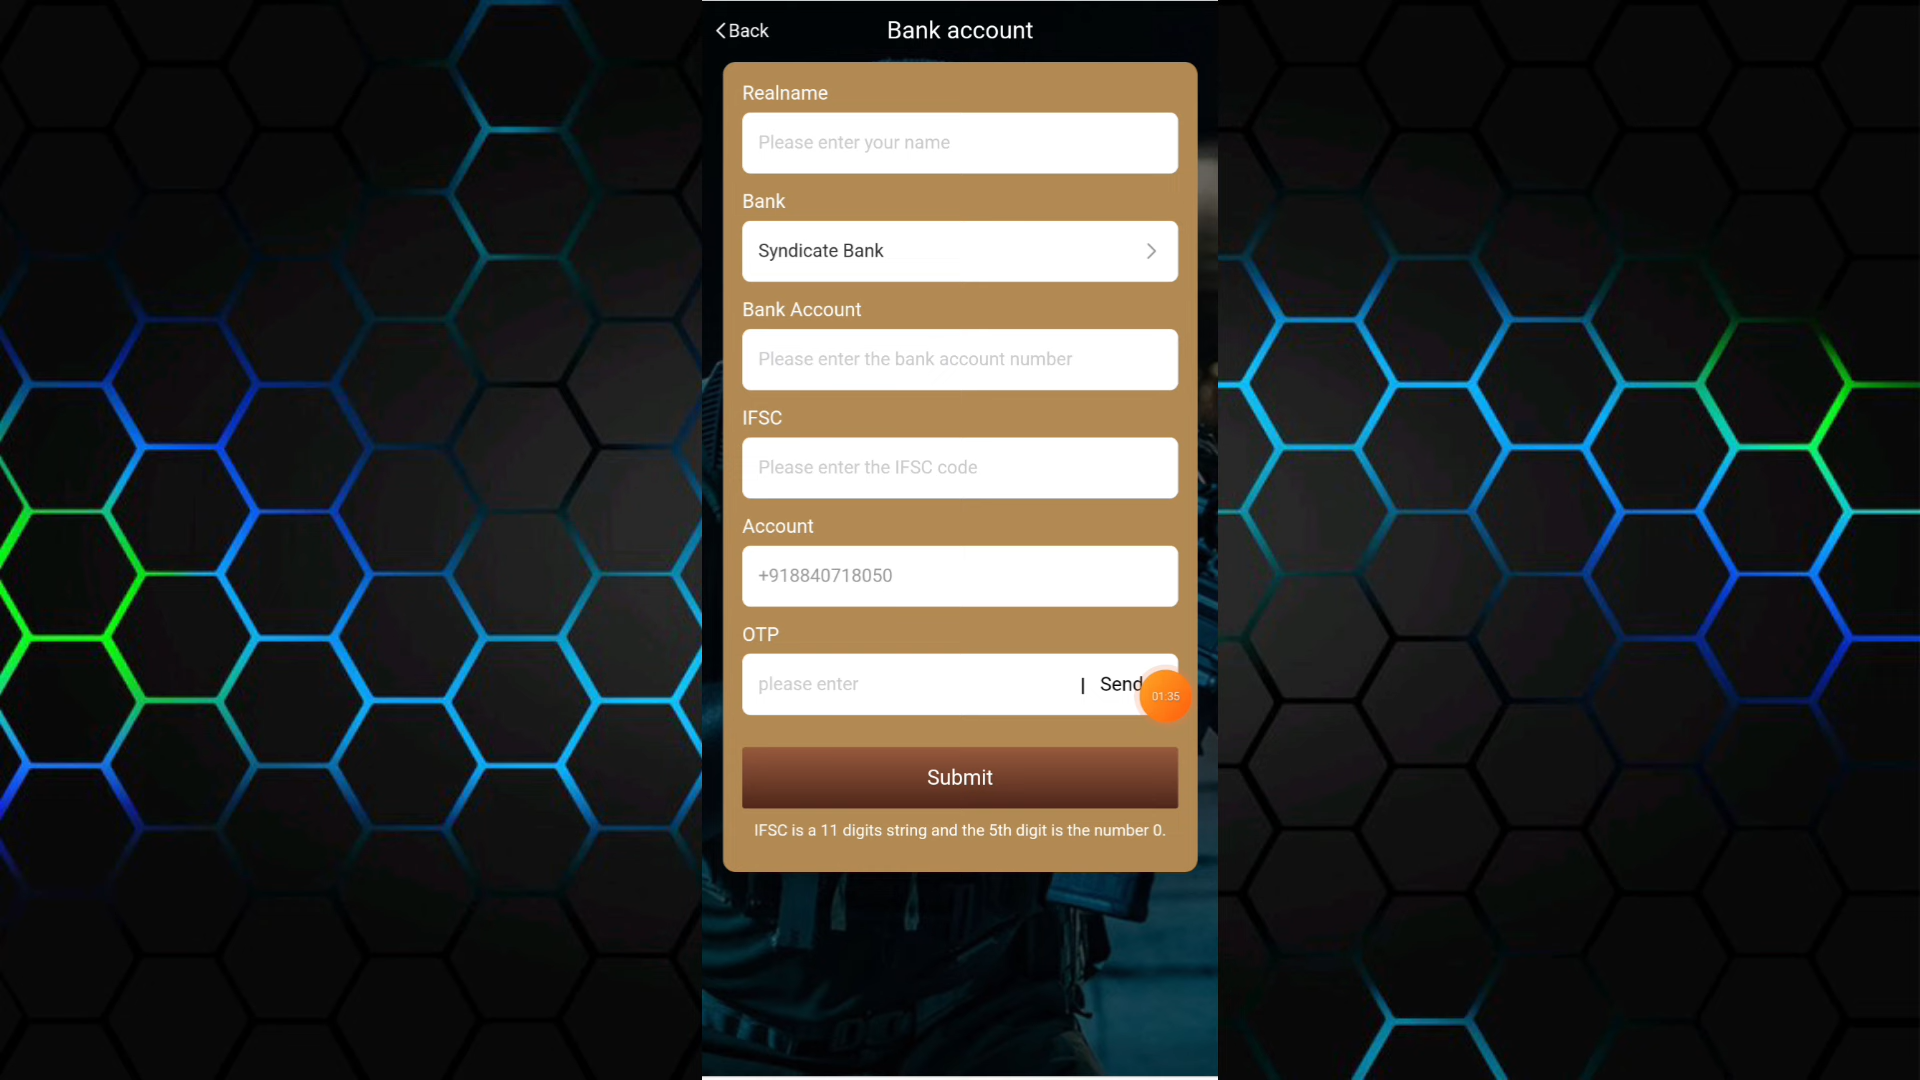 Back
Bank account
Realname
Please enter your name
Bank
Syndicate Bank
Bank Account
Please enter the bank account number
IFSC
Please enter the IFSC code
Account
+918840718050
OTP
please enter
| Send
01:35
Submit
IFSC is a 11 digits string and the 5th digit is the number 0.